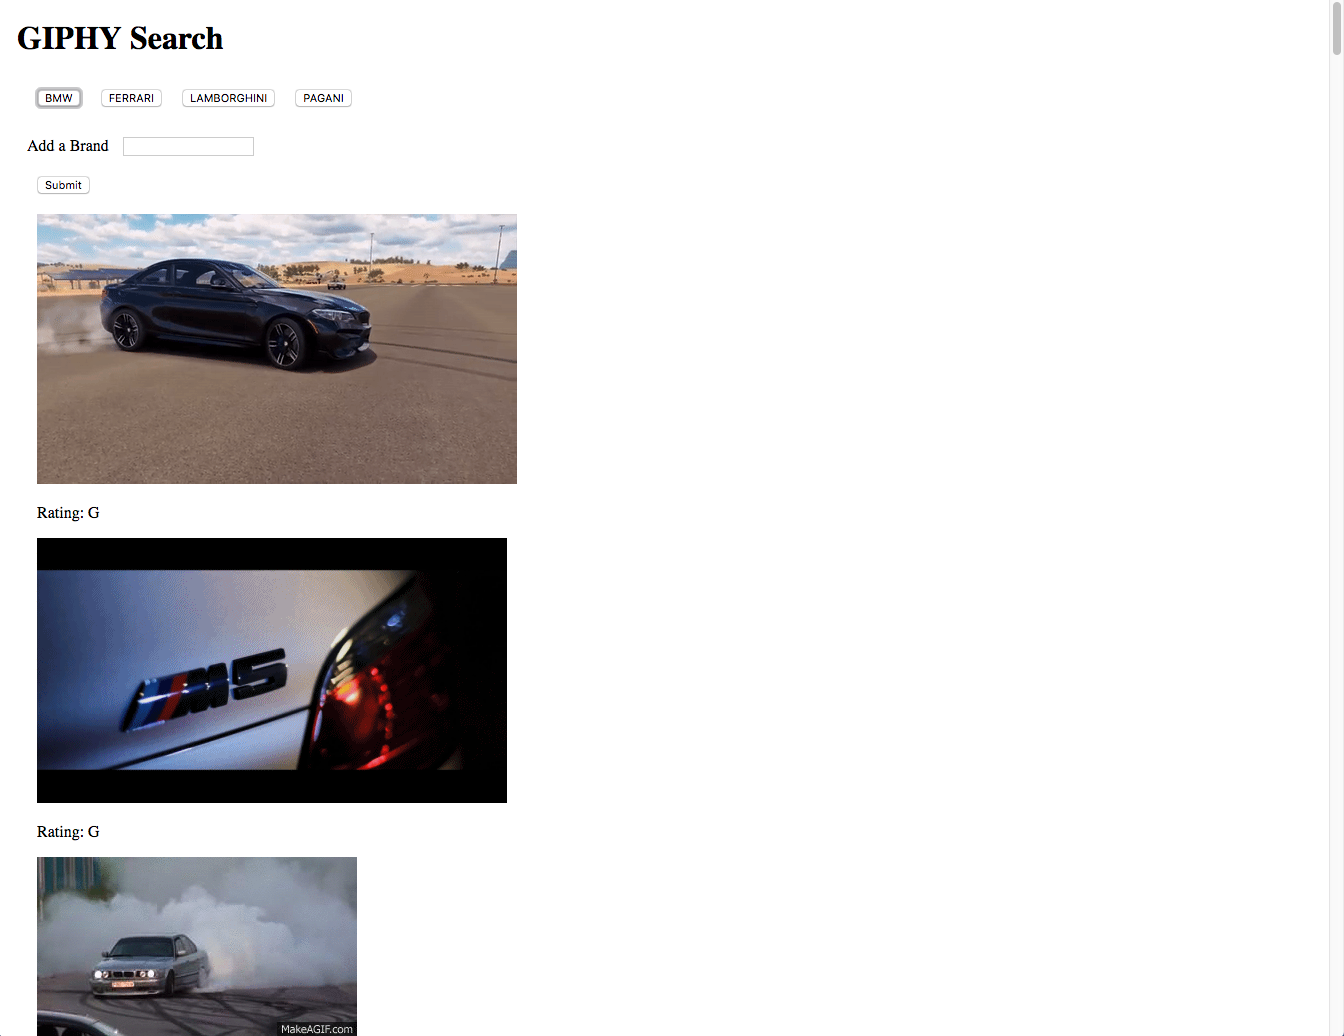 GIPHY Search
BMW FERRARI LAMBORGHINI PAGANI
Add a Brand
Submit
Rating: G
M5
Rating: G
MakeAGIF.com